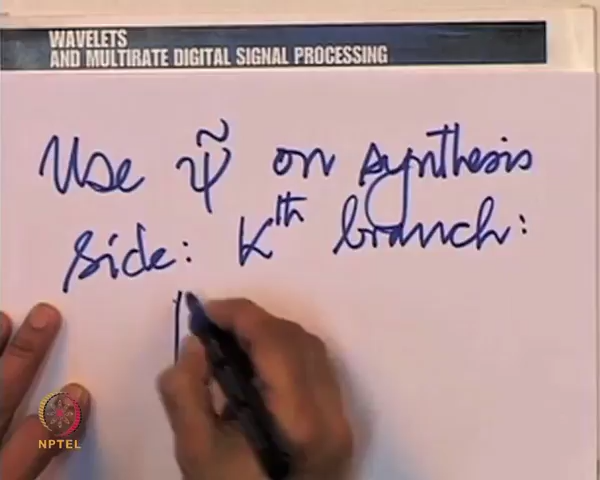 WAVELETS
AND MULTIRATE DIGITAL SIGNAL PROCESSING
Use ψ̃ on synthesis
side: Kth branch:
NPTEL